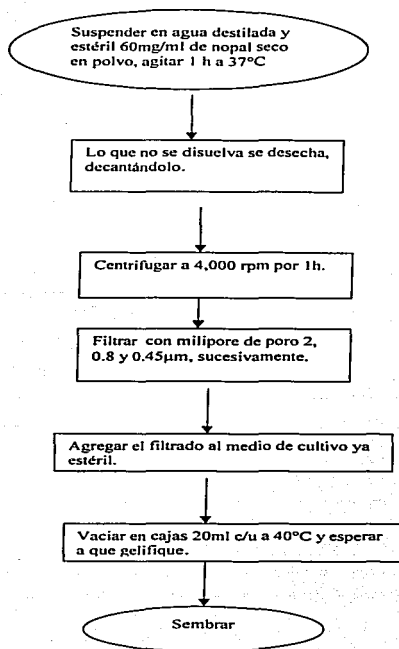 Suspender en agua destilada y
estéril 60mg/ml de nopal seco
en polvo, agitar 1 h a 37°C
Lo que no se disuelva se desecha,
decantándolo.
Centrifugar a 4,000 rpm por 1h.
Filtrar con milipore de poro 2,
0.8 y 0.45µm, sucesivamente.
Agregar el filtrado al medio de cultivo ya
estéril.
Vaciar en cajas 20ml c/u a 40°C y esperar
a que gelifique.
Sembrar